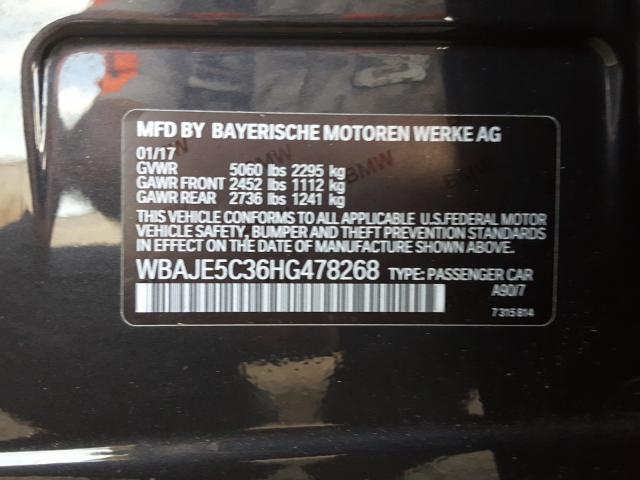 MFD BY BAYERISCHE MOTOREN WERKE AG
01/17
GVWR 5060 lbs 2295 kg
GAWR FRONT 2452 lbs 1112 kg
GAWR REAR 2736 lbs 1241 kg
THIS VEHICLE CONFORMS TO ALL APPLICABLE U.S.FEDERAL MOTOR
VEHICLE SAFETY, BUMPER AND THEFT PREVENTION STANDARDS
IN EFFECT ON THE DATE OF MANUFACTURE SHOWN ABOVE.
WBAJE5C36HG478268 TYPE: PASSENGER CAR
A90/7
7 315 814
BMW
BMW